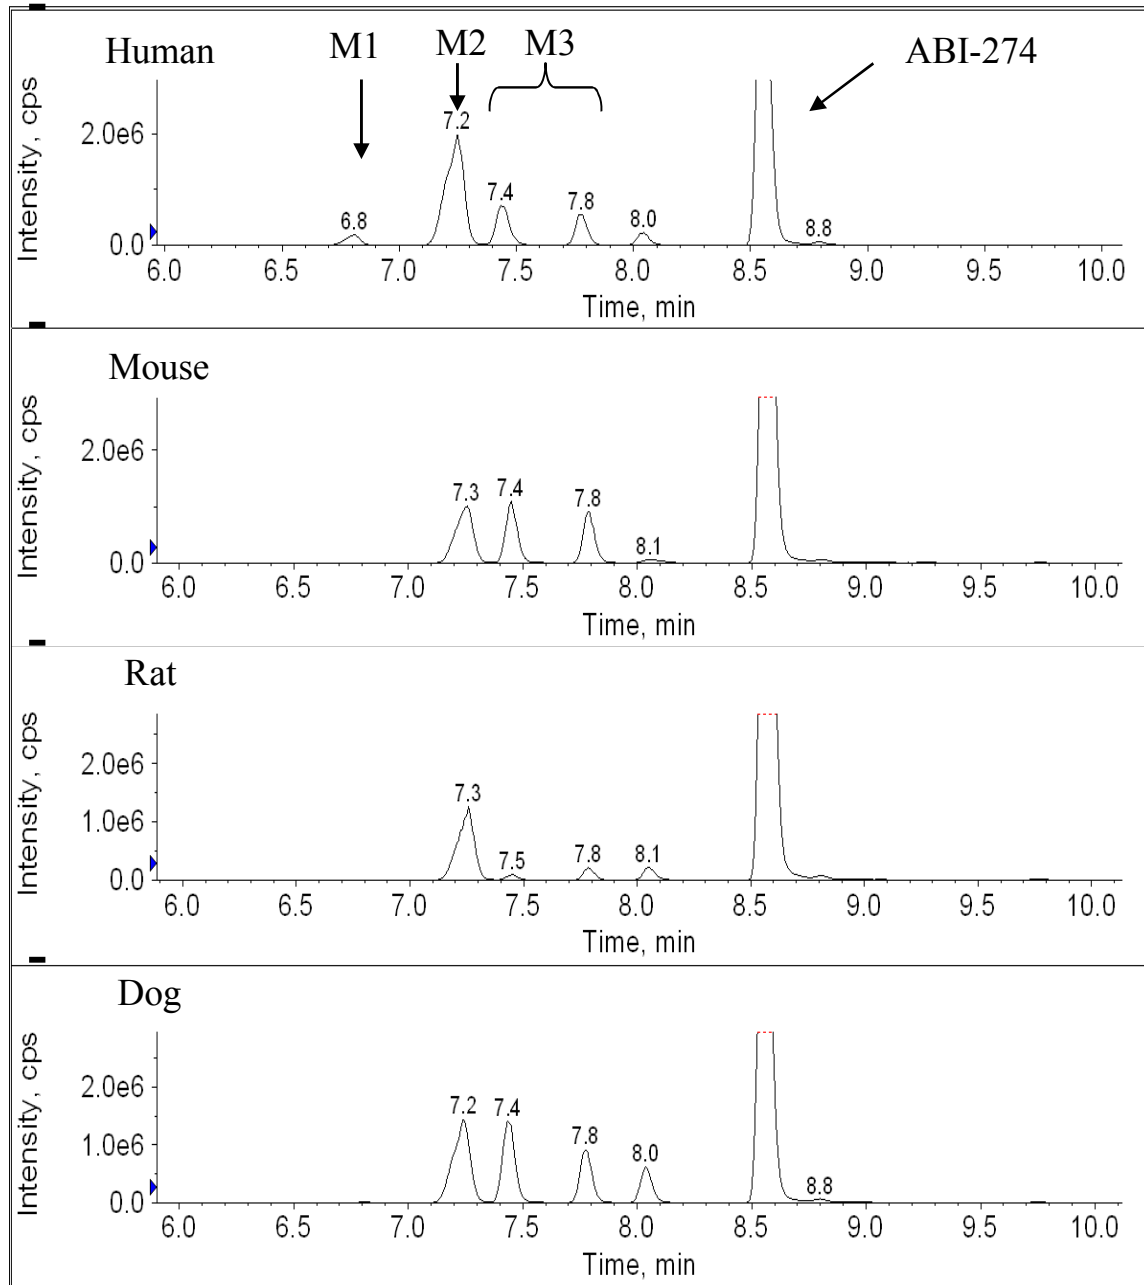 Human M1 M2 M3 ABI-274
Intensity, cps
2.0e6
0.0
6.8 7.2 7.4 7.8 8.0 8.8
6.0 6.5 7.0 7.5 8.0 8.5 9.0 9.5 10.0
Time, min
Mouse
Intensity, cps
2.0e6
0.0
7.3 7.4 7.8 8.1
6.0 6.5 7.0 7.5 8.0 8.5 9.0 9.5 10.0
Time, min
Rat
Intensity, cps
2.0e6
1.0e6
0.0
7.3 7.5 7.8 8.1
6.0 6.5 7.0 7.5 8.0 8.5 9.0 9.5 10.0
Time, min
Dog
Intensity, cps
2.0e6
1.0e6
0.0
7.2 7.4 7.8 8.0 8.8
6.0 6.5 7.0 7.5 8.0 8.5 9.0 9.5 10.0
Time, min